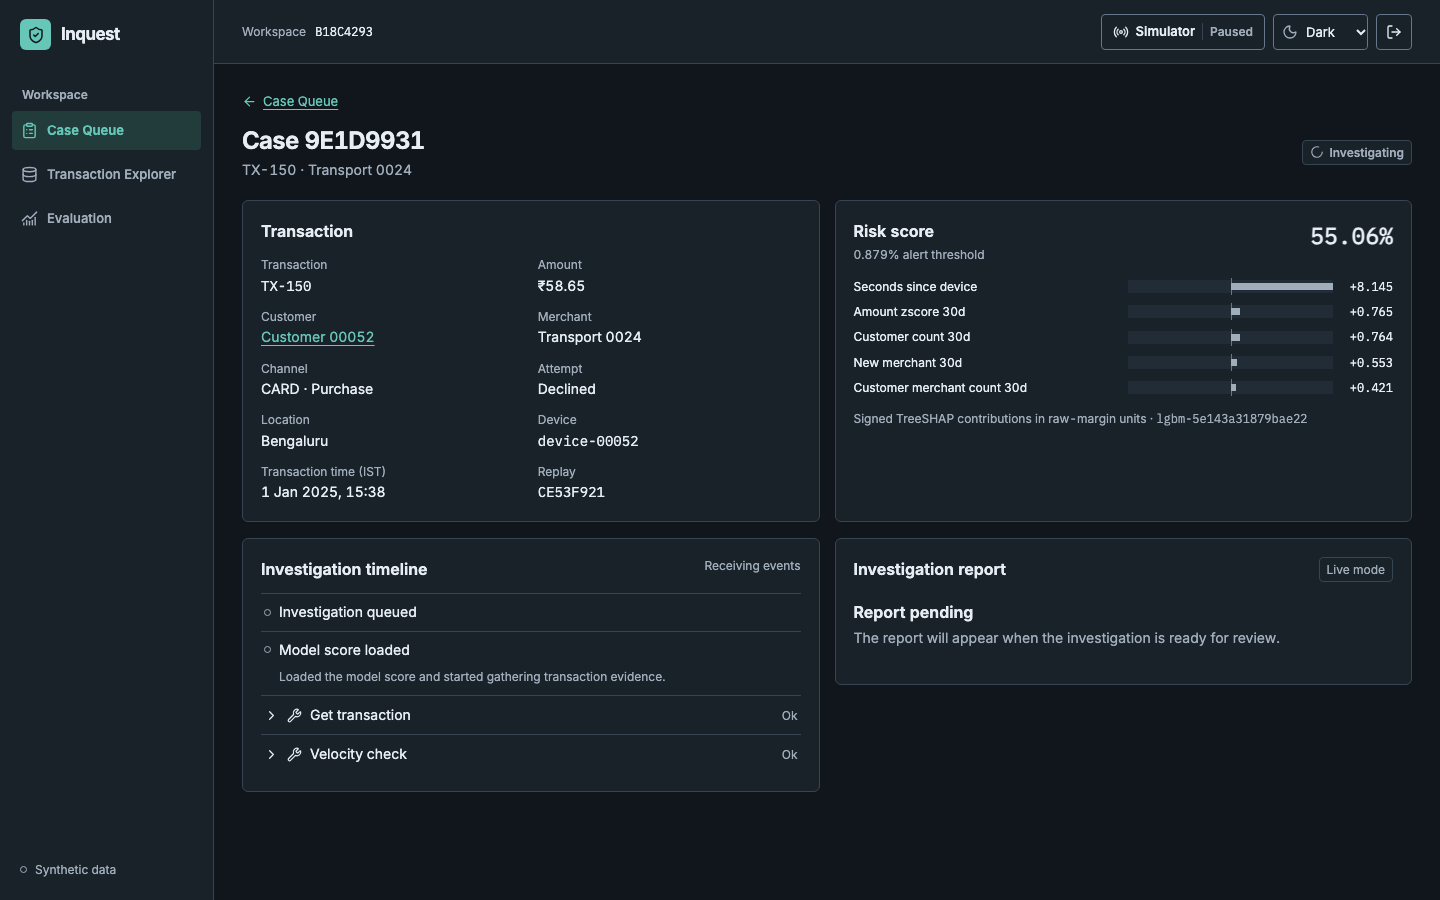 Inquest
Workspace B18C4293
Simulator Paused
Dark
Workspace
Case Queue
Transaction Explorer
Evaluation
Synthetic data
Case Queue
Case 9E1D9931
TX-150 · Transport 0024
Investigating
Transaction
Transaction Amount
TX-150 ₹58.65
Customer Merchant
Customer 00052 Transport 0024
Channel Attempt
CARD · Purchase Declined
Location Device
Bengaluru device-00052
Transaction time (IST) Replay
1 Jan 2025, 15:38 CE53F921
Risk score 55.06%
0.879% alert threshold
Seconds since device +8.145
Amount zscore 30d +0.765
Customer count 30d +0.764
New merchant 30d +0.553
Customer merchant count 30d +0.421
Signed TreeSHAP contributions in raw-margin units · lgbm-5e143a31879bae22
Investigation timeline Receiving events
Investigation queued
Model score loaded
Loaded the model score and started gathering transaction evidence.
Get transaction Ok
Velocity check Ok
Investigation report Live mode
Report pending
The report will appear when the investigation is ready for review.